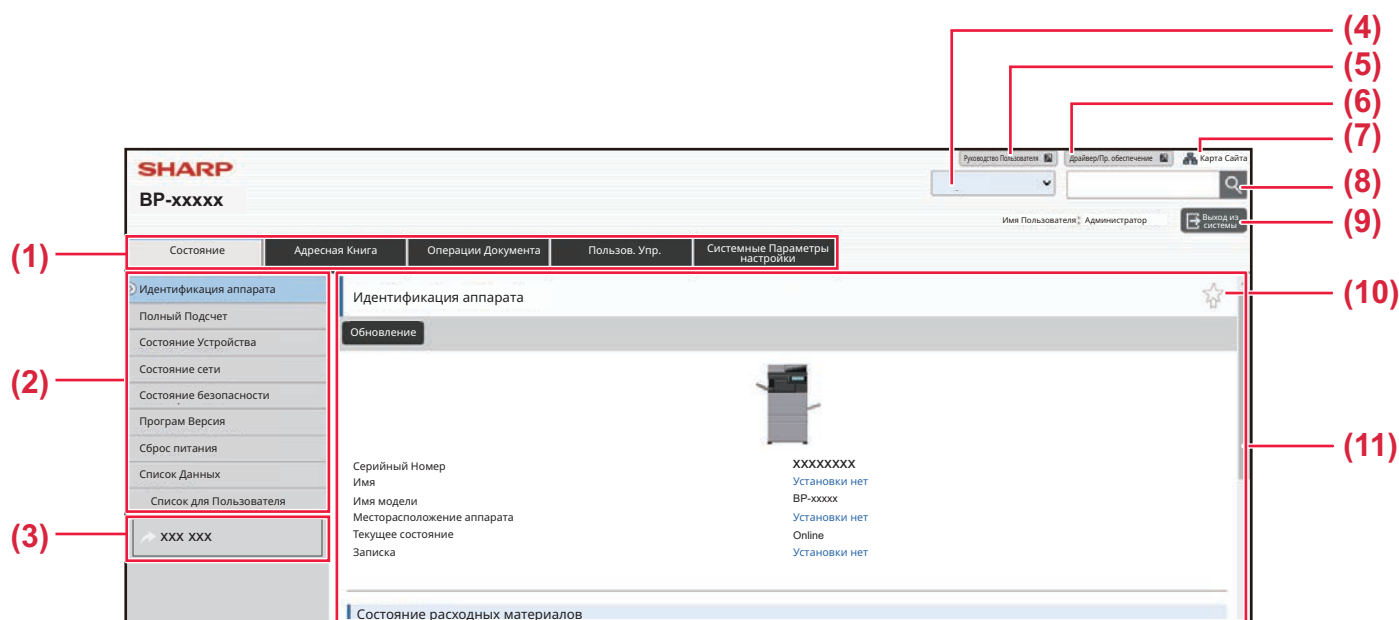 (4)
(5)
(6)
(7)
Руководство Пользователя
Драйвер/Пр. обеспечение
Карта Сайта
SHARP
(8)
BP-xxxxx
Имя Пользователя: Администратор
Выход из
системы
(9)
(1)
Состояние
Адресная Книга
Операции Документа
Пользов. Упр.
Системные Параметры
настройки
Идентификация аппарата
Идентификация аппарата
(10)
Полный Подсчет
Обновление
Состояние Устройства
(2)
Состояние сети
Состояние безопасности
Програм Версия
Сброс питания
(11)
Список Данных
Серийный Номер
XXXXXXXX
Имя
Установки нет
Список для Пользователя
Имя модели
BP-xxxxx
Месторасположение аппарата
Установки нет
(3)
XXX XXX
Текущее состояние
Online
Записка
Установки нет
Состояние расходных материалов